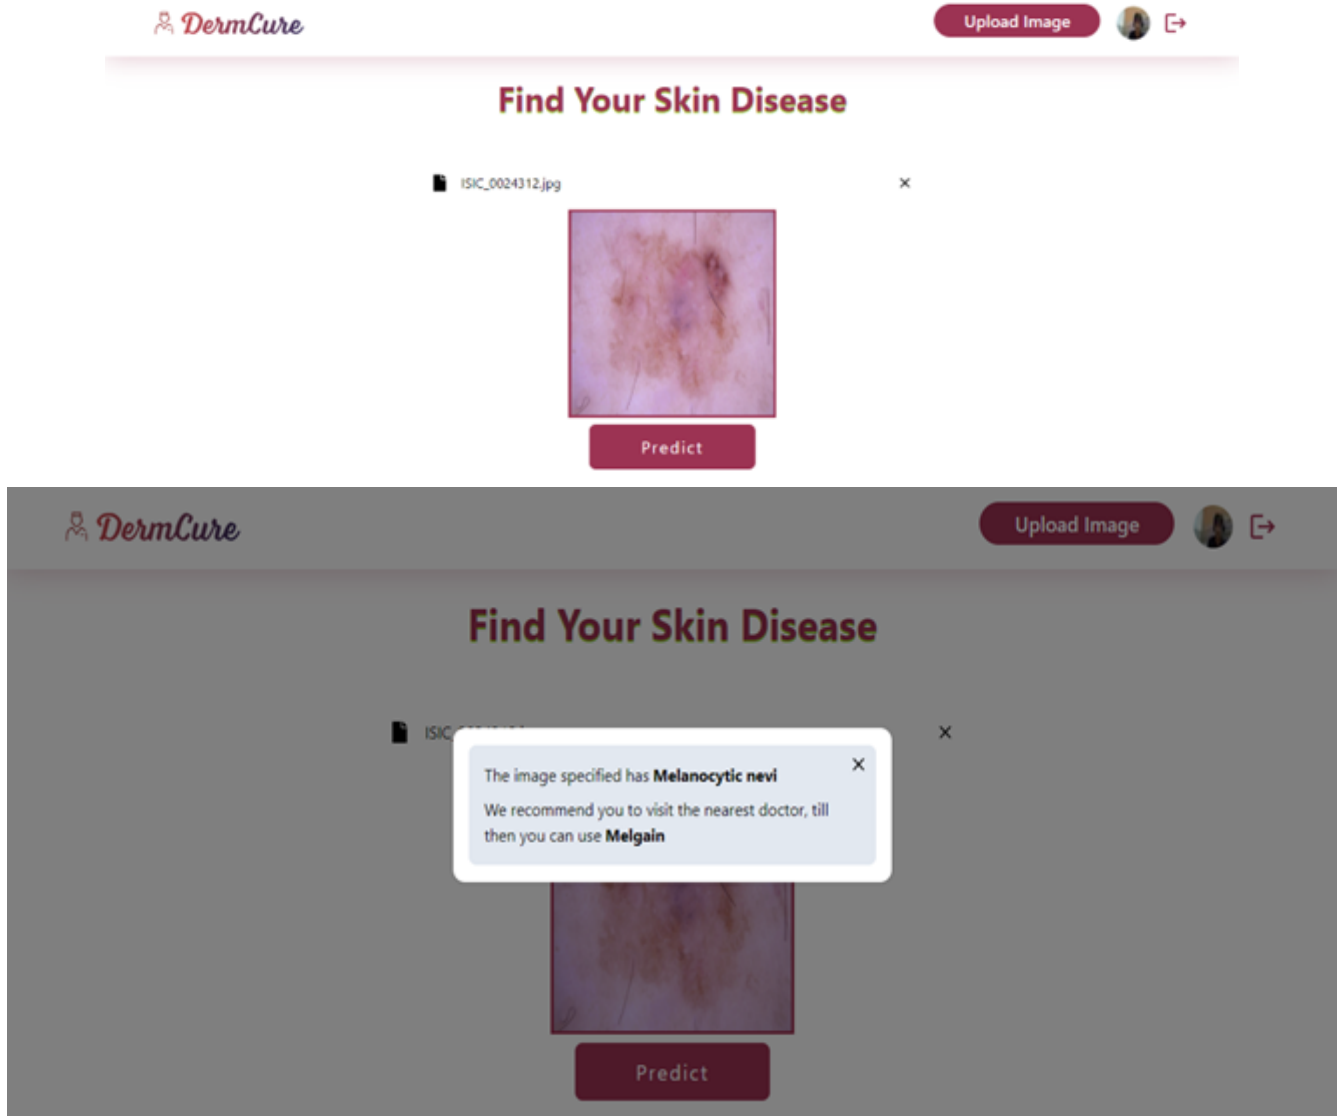 DermCure
Upload Image
Find Your Skin Disease
ISIC_0024312.jpg
Predict
DermCure
Upload Image
Find Your Skin Disease
The image specified has Melanocytic nevi
We recommend you to visit the nearest doctor, till
then you can use Melgain
Predict